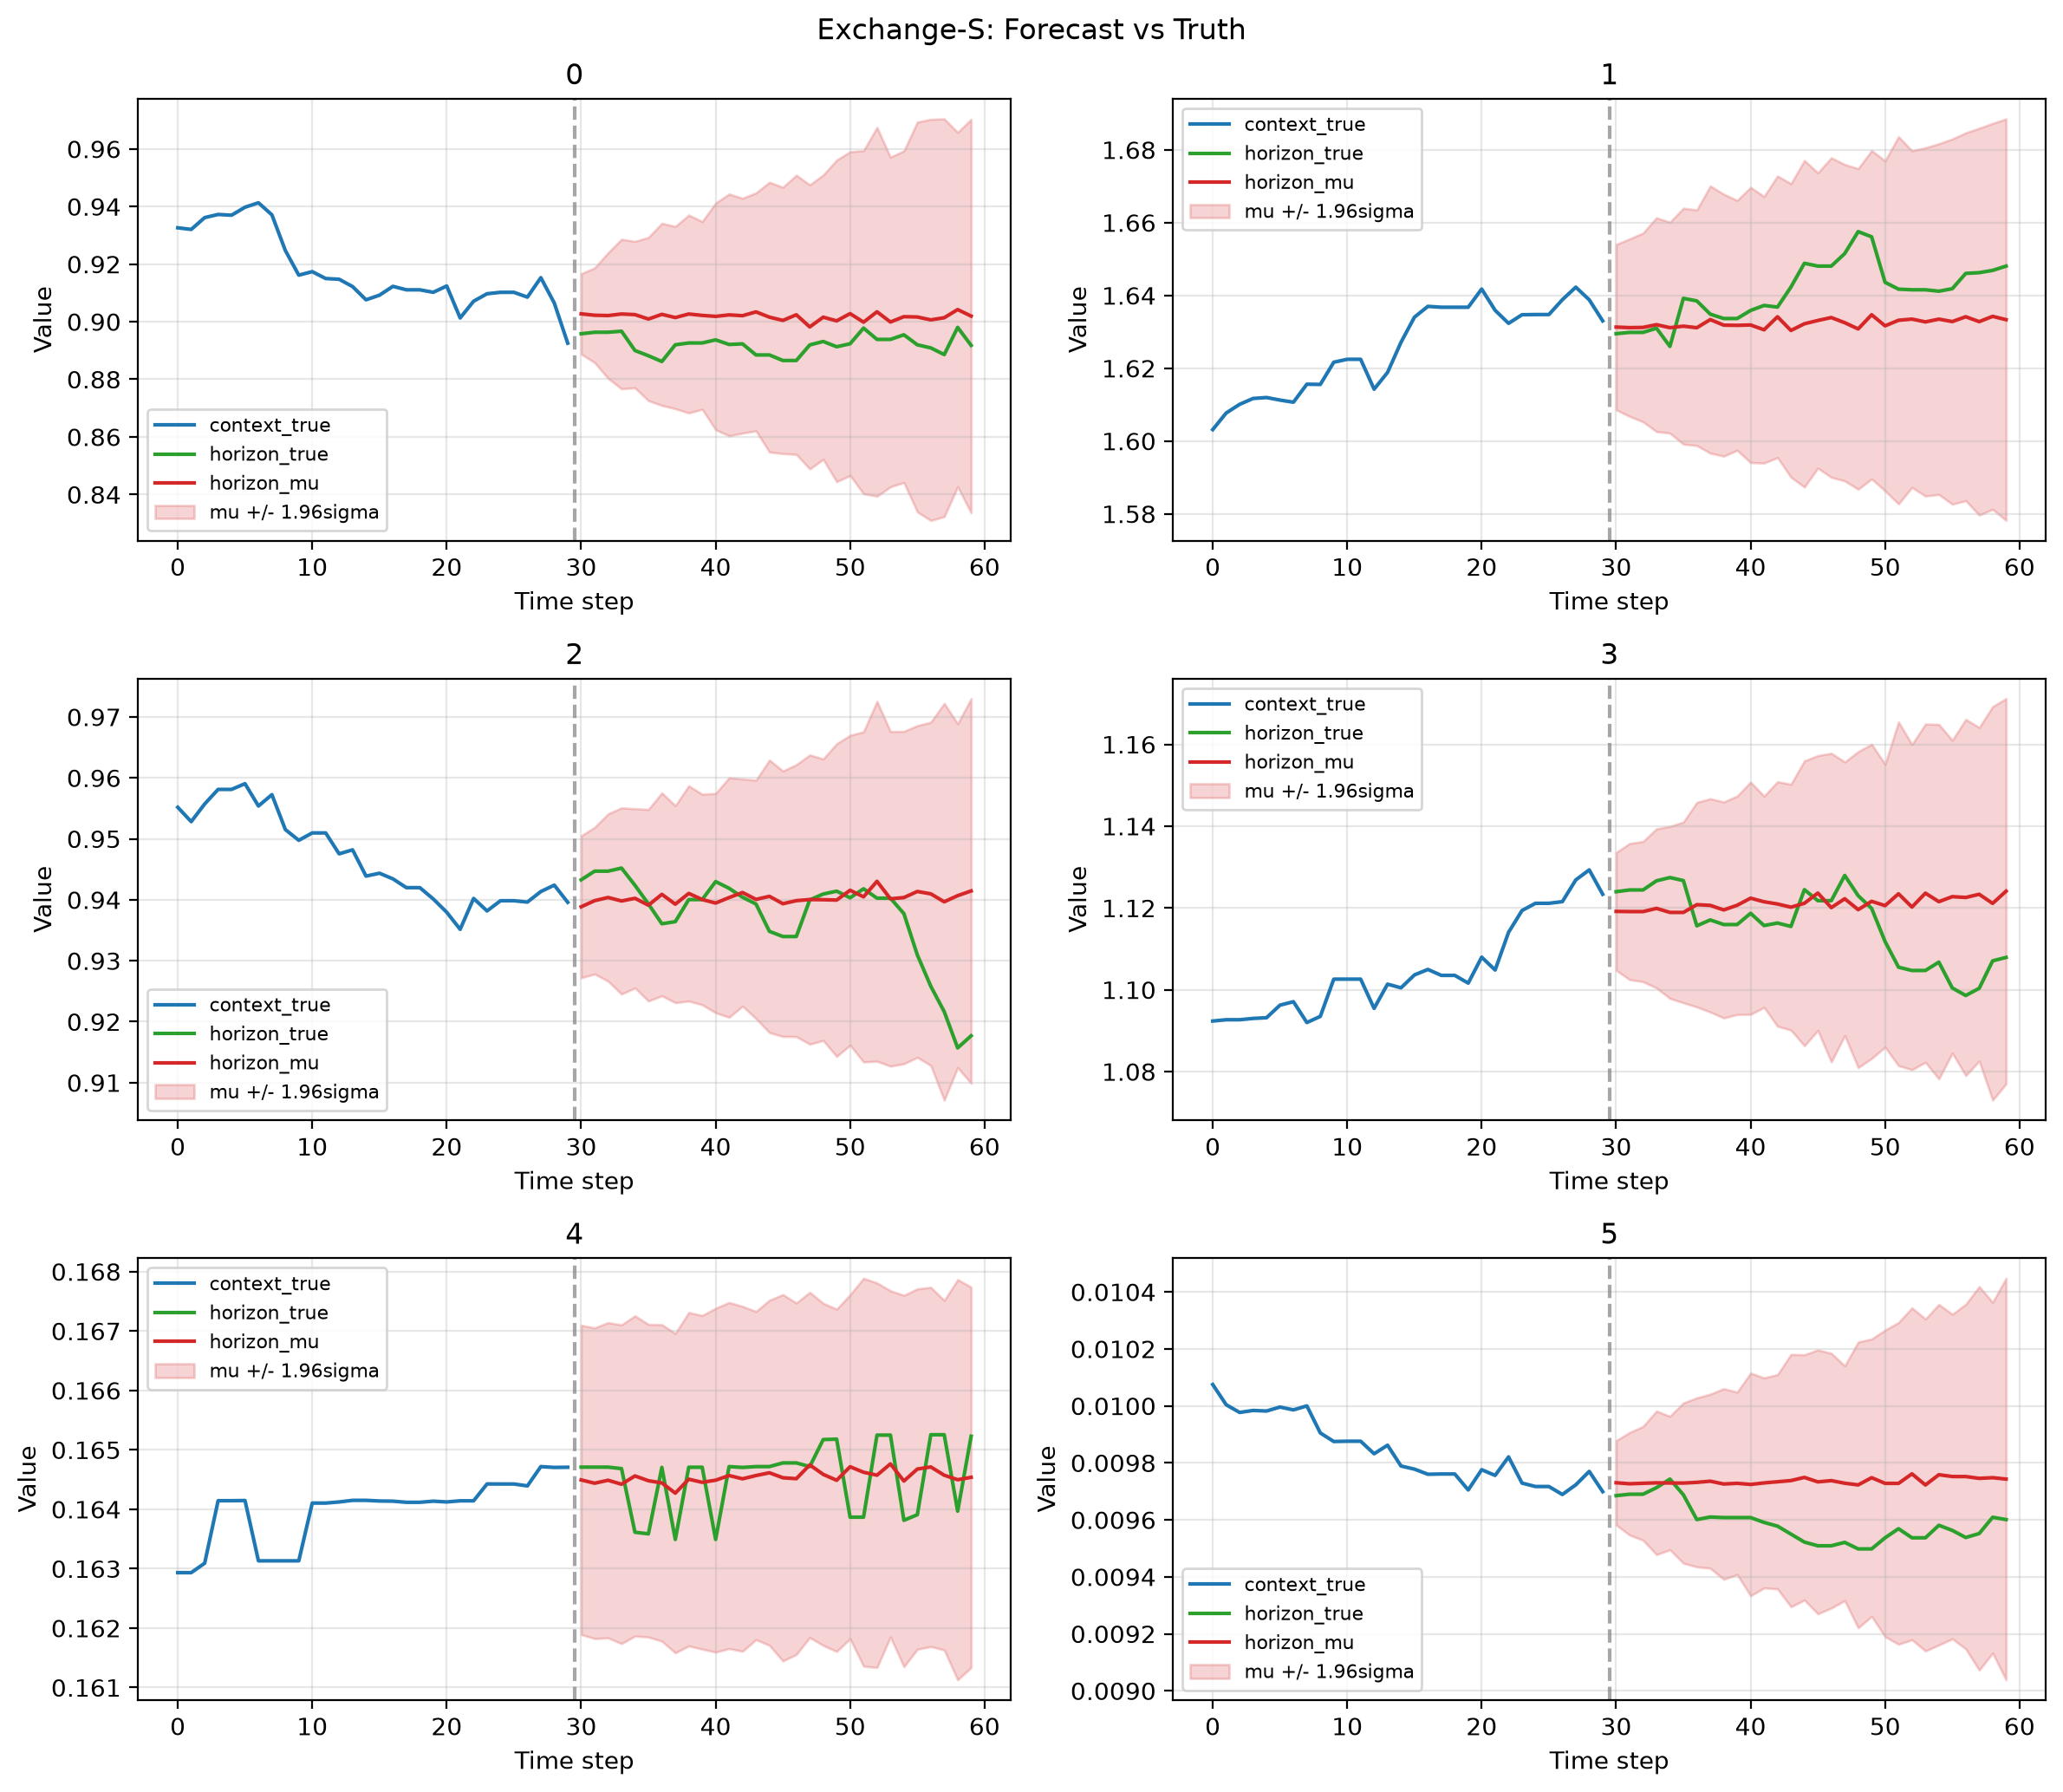 Exchange-S: Forecast vs Truth
0
Value
0.96
0.94
0.92
0.90
0.88
0.86
0.84
context_true
horizon_true
horizon_mu
mu +/- 1.96sigma
0 10 20 30 40 50 60
Time step
1
Value
1.68
1.66
1.64
1.62
1.60
1.58
context_true
horizon_true
horizon_mu
mu +/- 1.96sigma
0 10 20 30 40 50 60
Time step
2
Value
0.97
0.96
0.95
0.94
0.93
0.92
0.91
context_true
horizon_true
horizon_mu
mu +/- 1.96sigma
0 10 20 30 40 50 60
Time step
3
Value
1.16
1.14
1.12
1.10
1.08
context_true
horizon_true
horizon_mu
mu +/- 1.96sigma
0 10 20 30 40 50 60
Time step
4
Value
0.168
0.167
0.166
0.165
0.164
0.163
0.162
0.161
context_true
horizon_true
horizon_mu
mu +/- 1.96sigma
0 10 20 30 40 50 60
Time step
5
Value
0.0104
0.0102
0.0100
0.0098
0.0096
0.0094
0.0092
0.0090
context_true
horizon_true
horizon_mu
mu +/- 1.96sigma
0 10 20 30 40 50 60
Time step